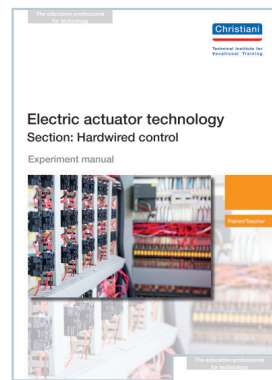 The education professional
for technology
Christiani
Technical Institute for
Vocational Training
Electric actuator technology
Section: Hardwired control
Experiment manual
Trainer/Teacher
The education professional
for technology